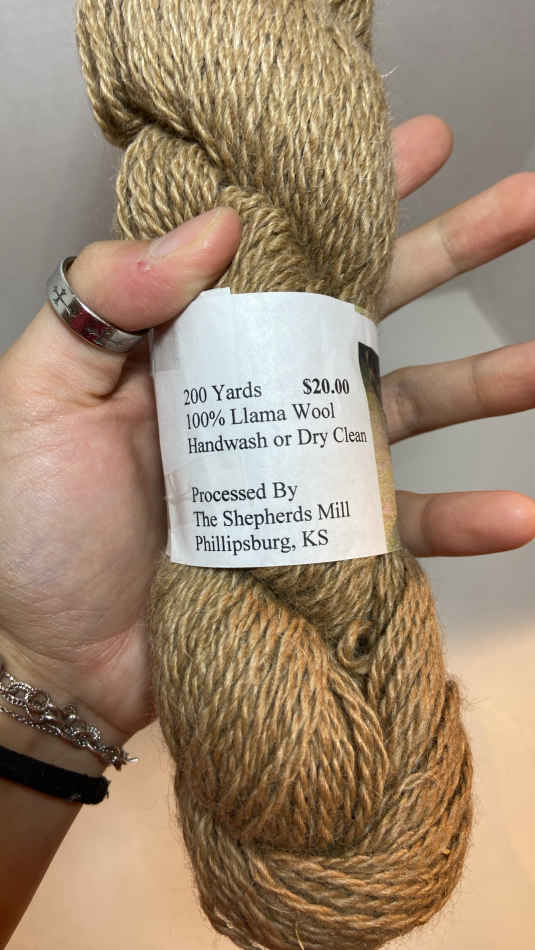 200 Yards $20.00
100% Llama Wool
Handwash or Dry Clean
Processed By
The Shepherds Mill
Phillipsburg, KS